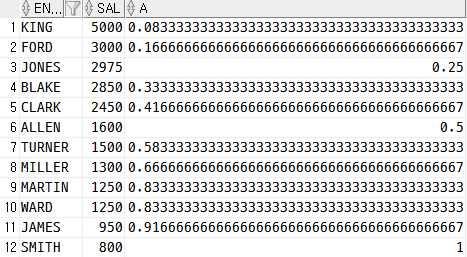 EN... SAL A
1 KING 5000 0.0833333333333333333333333333333333333333
2 FORD 3000 0.1666666666666666666666666666666666666667
3 JONES 2975 0.25
4 BLAKE 2850 0.3333333333333333333333333333333333333333
5 CLARK 2450 0.4166666666666666666666666666666666666667
6 ALLEN 1600 0.5
7 TURNER 1500 0.5833333333333333333333333333333333333333
8 MILLER 1300 0.6666666666666666666666666666666666666667
9 MARTIN 1250 0.8333333333333333333333333333333333333333
10 WARD 1250 0.8333333333333333333333333333333333333333
11 JAMES 950 0.9166666666666666666666666666666666666667
12 SMITH 800 1